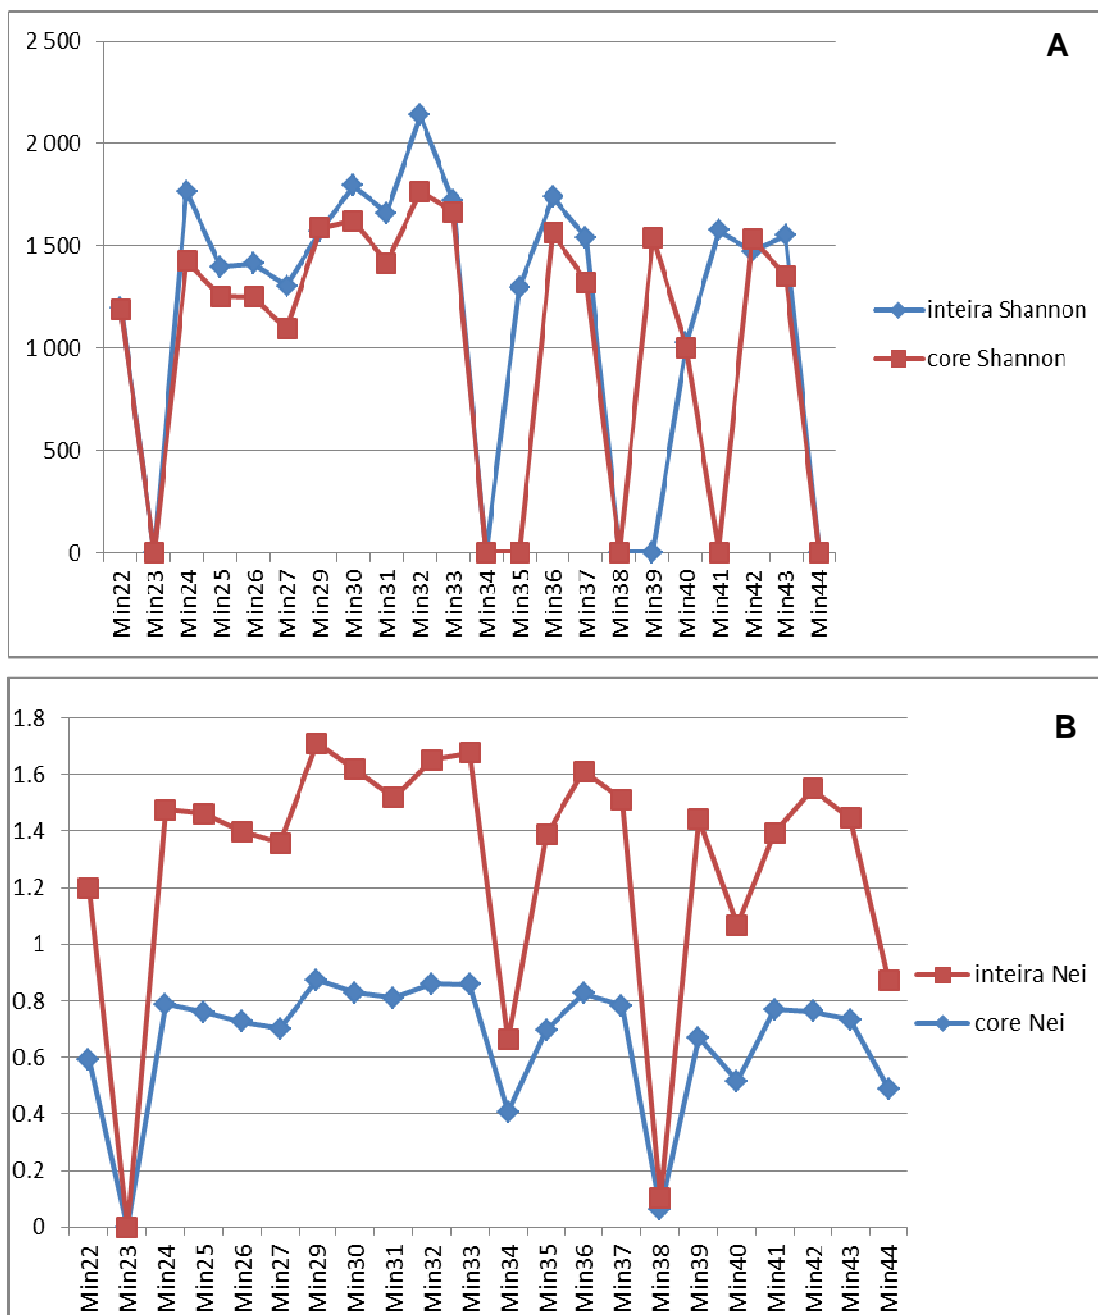 A
2 500
2 000
1 500
1 000
500
0
inteira Shannon
core Shannon
Min22 Min23 Min24 Min25 Min26 Min27 Min29 Min30 Min31 Min32 Min33 Min34 Min35 Min36 Min37 Min38 Min39 Min40 Min41 Min42 Min43 Min44
B
1.8
1.6
1.4
1.2
1
0.8
0.6
0.4
0.2
0
inteira Nei
core Nei
Min22 Min23 Min24 Min25 Min26 Min27 Min29 Min30 Min31 Min32 Min33 Min34 Min35 Min36 Min37 Min38 Min39 Min40 Min41 Min42 Min43 Min44